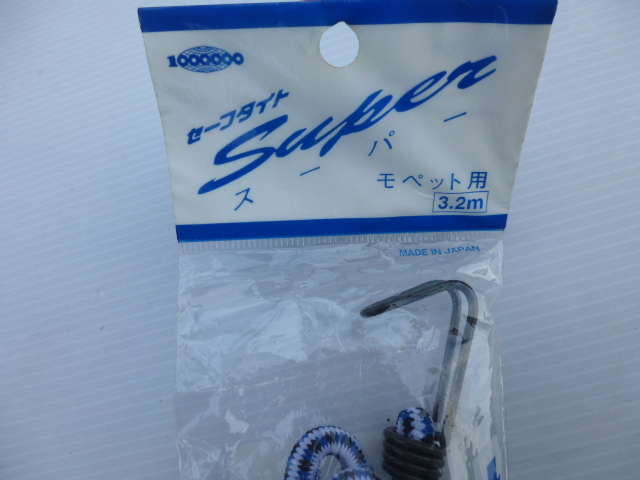 1000000
セーフタイト
Super
スーパー
モペット用
3.2m
MADE IN JAPAN